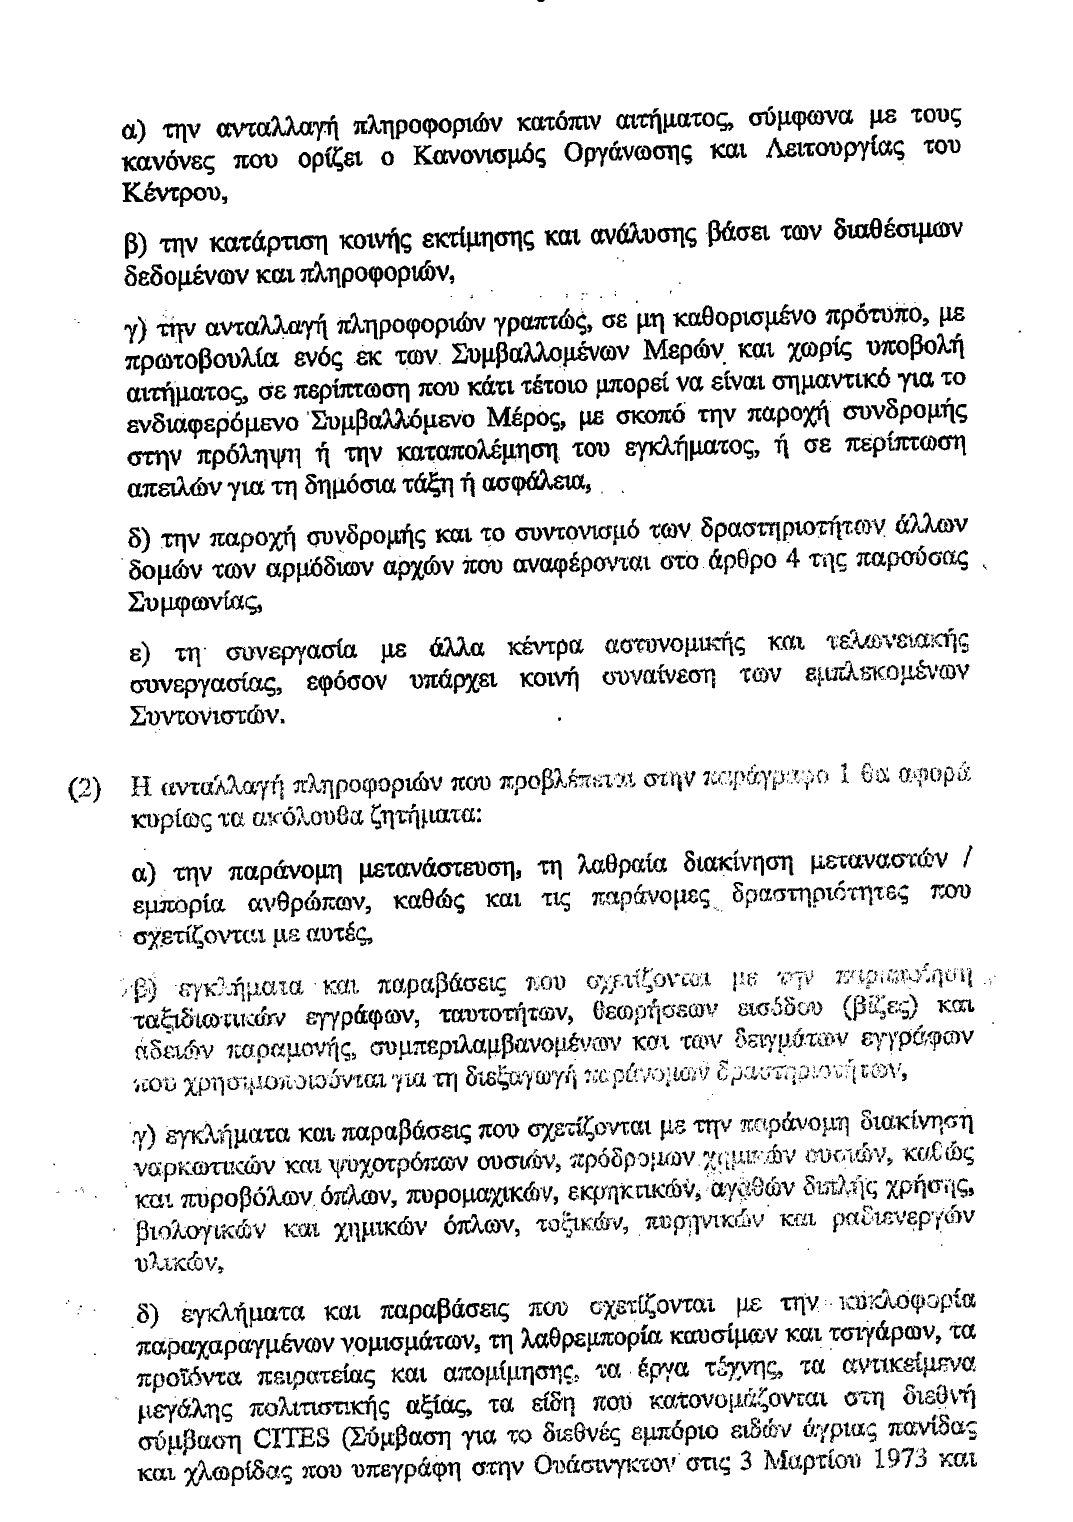 α) την ανταλλαγή πληροφοριών κατόπιν αιτήματος, σύμφωνα με τους
κανόνες που ορίζει ο Κανονισμός Οργάνωσης και Λειτουργίας του
Κέντρου,
β) την κατάρτιση κοινής εκτίμησης και ανάλυσης βάσει των διαθέσιμων
δεδομένων και πληροφοριών,
γ) την ανταλλαγή πληροφοριών γραπτώς, σε μη καθορισμένο πρότυπο, με
πρωτοβουλία ενός εκ των Συμβαλλομένων Μερών και χωρίς υποβολή
αιτήματος, σε περίπτωση που κάτι τέτοιο μπορεί να είναι σημαντικό για το
ενδιαφερόμενο Συμβαλλόμενο Μέρος, με σκοπό την παροχή συνδρομής
στην πρόληψη ή την καταπολέμηση του εγκλήματος, ή σε περίπτωση
απειλών για τη δημόσια τάξη ή ασφάλεια,
δ) την παροχή συνδρομής και το συντονισμό των δραστηριοτήτων άλλων
δομών των αρμόδιων αρχών που αναφέρονται στο άρθρο 4 της παρούσας
Συμφωνίας,
ε) τη συνεργασία με άλλα κέντρα αστυνομικής και τελωνειακής
συνεργασίας, εφόσον υπάρχει κοινή συναίνεση των εμπλεκομένων
Συντονιστών.
(2) Η ανταλλαγή πληροφοριών που προβλέπεται στην παράγραφο 1 θα αφορά
κυρίως τα ακόλουθα ζητήματα:
α) την παράνομη μετανάστευση, τη λαθραία διακίνηση μεταναστών /
εμπορία ανθρώπων, καθώς και τις παράνομες δραστηριότητες που
σχετίζονται με αυτές,
β) εγκλήματα και παραβάσεις που σχετίζονται με την πλαστοποίηση
ταξιδιωτικών εγγράφων, ταυτοτήτων, θεωρήσεων εισόδου (βίζες) και
αδειών παραμονής, συμπεριλαμβανομένων και των δειγμάτων εγγράφων
που χρησιμοποιούνται για τη διεξαγωγή παράνομων δραστηριοτήτων,
γ) εγκλήματα και παραβάσεις που σχετίζονται με την παράνομη διακίνηση
ναρκωτικών και ψυχοτρόπων ουσιών, πρόδρομων χημικών ουσιών, καθώς
και πυροβόλων όπλων, πυρομαχικών, εκρηκτικών, αγαθών διπλής χρήσης,
βιολογικών και χημικών όπλων, τοξικών, πυρηνικών και ραδιενεργών
υλικών,
δ) εγκλήματα και παραβάσεις που σχετίζονται με την κυκλοφορία
παραχαραγμένων νομισμάτων, τη λαθρεμπορία καυσίμων και τσιγάρων, τα
προϊόντα πειρατείας και απομίμησης, τα έργα τέχνης, τα αντικείμενα
μεγάλης πολιτιστικής αξίας, τα είδη που κατονομάζονται στη διεθνή
σύμβαση CITES (Σύμβαση για το διεθνές εμπόριο ειδών άγριας πανίδας
και χλωρίδας που υπεγράφη στην Ουάσινγκτον στις 3 Μαρτίου 1973 και